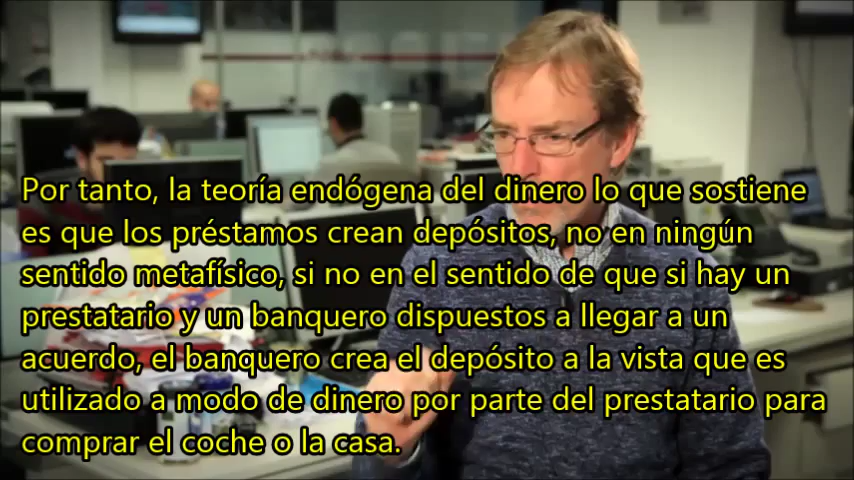 Por tanto, la teoría endógena del dinero lo que sostiene
es que los préstamos crean depósitos, no en ningún
sentido metafísico, si no en el sentido de que si hay un
prestatario y un banquero dispuestos a llegar a un
acuerdo, el banquero crea el depósito a la vista que es
utilizado a modo de dinero por parte del prestatario para
comprar el coche o la casa.